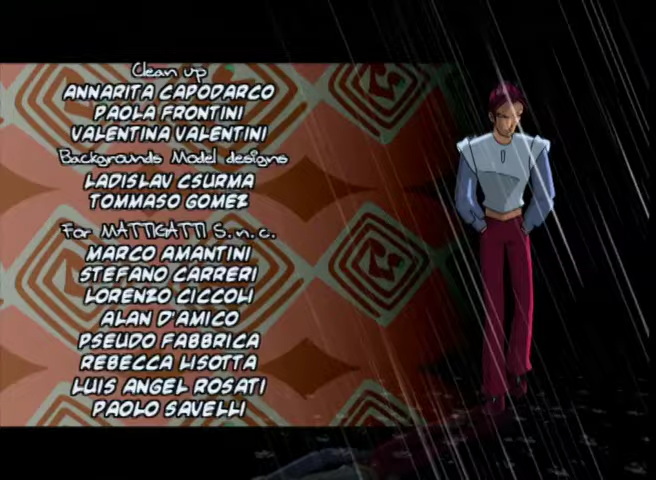 Clean up
ANNARITA CAPODARCO
PAOLA FRONTINI
VALENTINA VALENTINI
Backgrounds Model designs
LADISLAV CSURMA
TOMMASO GOMEZ
For MATTIGATTI S.n.c.
MARCO AMANTINI
STEFANO CARRERI
LORENZO CICCOLI
ALAN D'AMICO
PSEUDO FABBRICA
REBECCA LISOTTA
LUIS ANGEL ROSATI
PAOLO SAVELLI